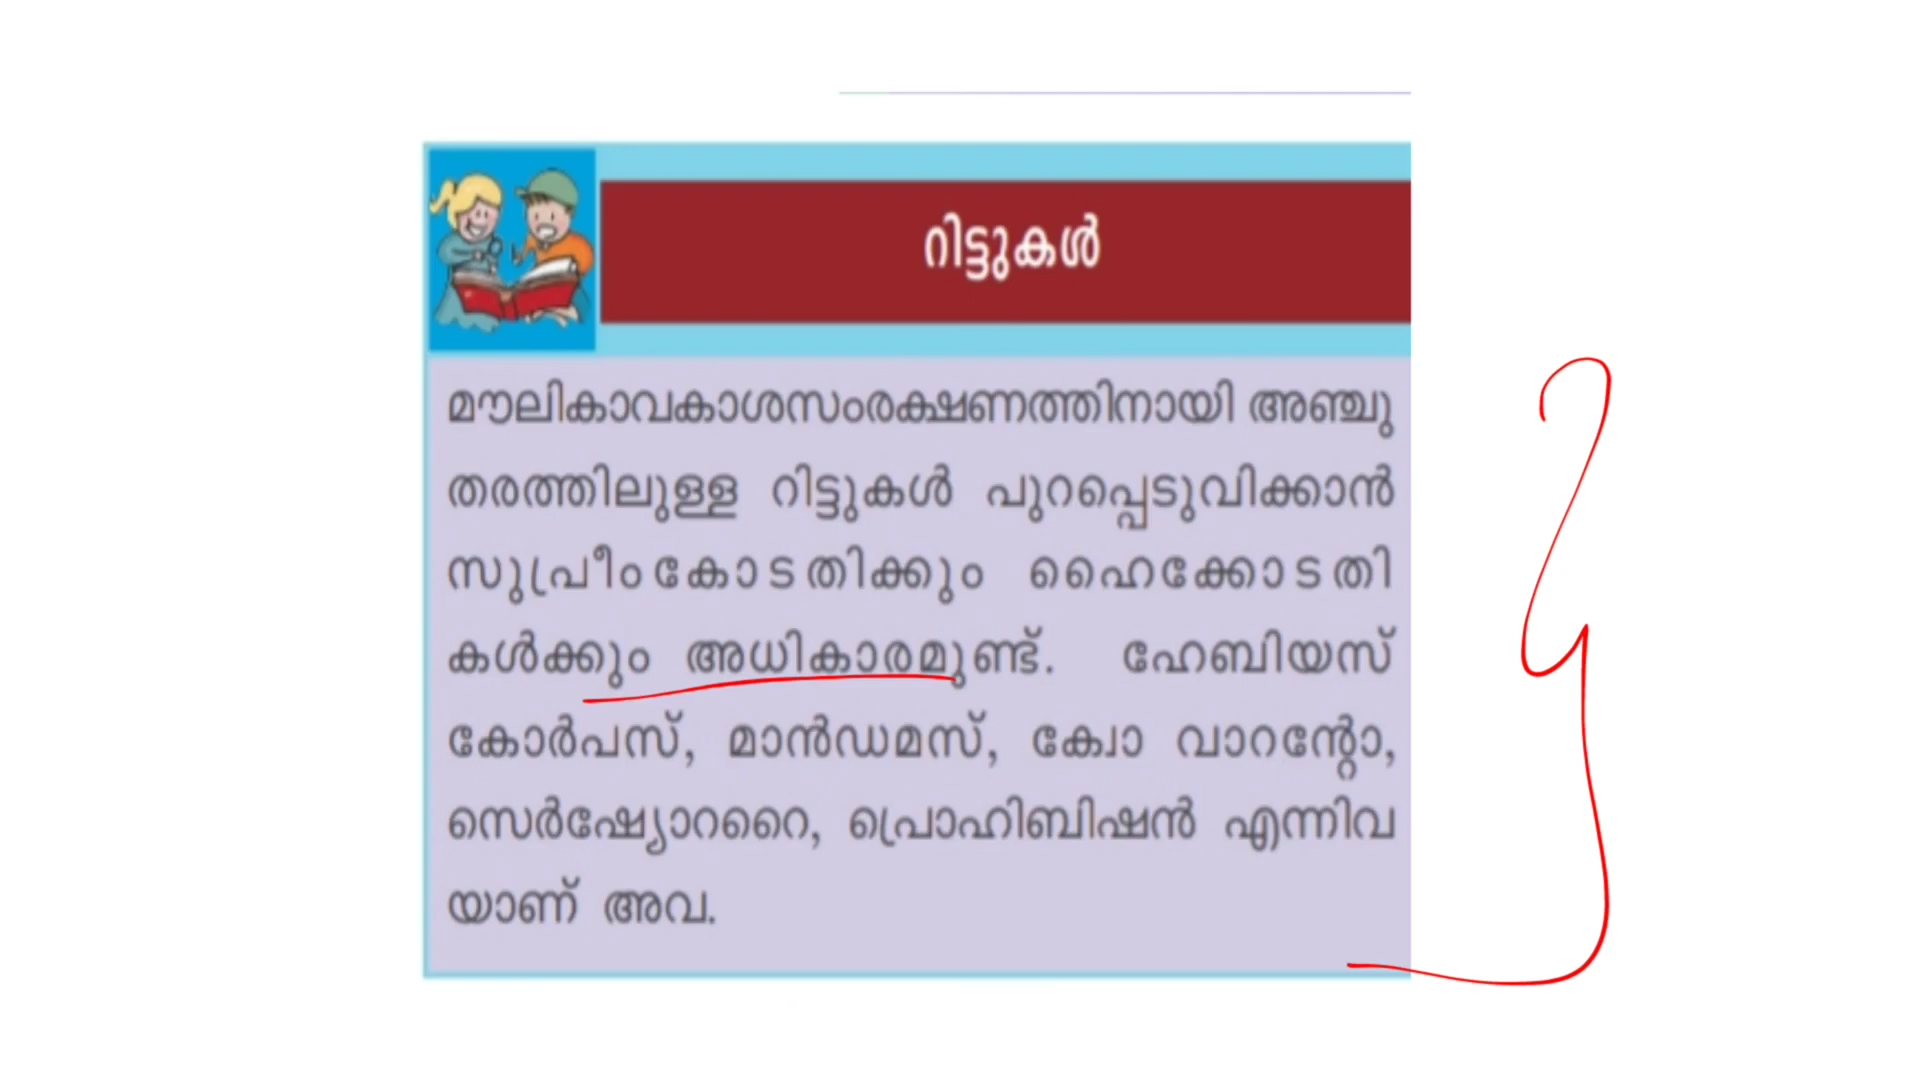 റിട്ടുകൾ
മൗലികാവകാശസംരക്ഷണത്തിനായി അഞ്ചു
തരത്തിലുള്ള റിട്ടുകൾ പുറപ്പെടുവിക്കാൻ
സുപ്രീംകോടതിക്കും ഹൈക്കോടതി
കൾക്കും അധികാരമുണ്ട്. ഹേബിയസ്
കോർപസ്, മാൻഡമസ്, ക്വോ വാറന്റോ,
സെർഷ്യോററൈ, പ്രൊഹിബിഷൻ എന്നിവ
യാണ് അവ.